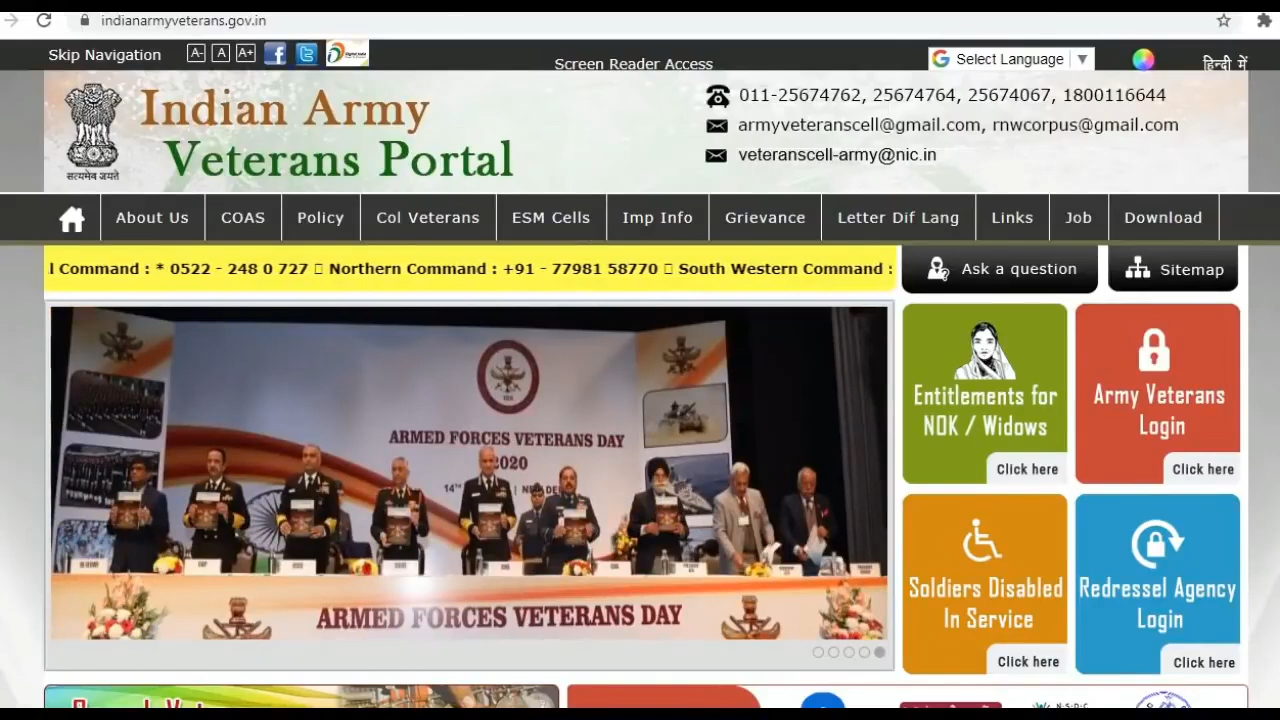 indianarmyveterans.gov.in
Skip Navigation A- A A+
Screen Reader Access
Select Language
हिन्दी में
Indian Army
Veterans Portal
सत्यमेव जयते
011-25674762, 25674764, 25674067, 1800116644
armyveteranscell@gmail.com, rnwcorpus@gmail.com
veteranscell-army@nic.in
About Us COAS Policy Col Veterans ESM Cells Imp Info Grievance Letter Dif Lang Links Job Download
l Command : * 0522 - 248 0 727 Northern Command : +91 - 77981 58770 South Western Command :
Ask a question
Sitemap
ARMED FORCES VETERANS DAY
2020
ARMED FORCES VETERANS DAY
Entitlements for
NOK / Widows
Click here
Army Veterans
Login
Click here
Soldiers Disabled
In Service
Click here
Redressel Agency
Login
Click here
N·S·D·C